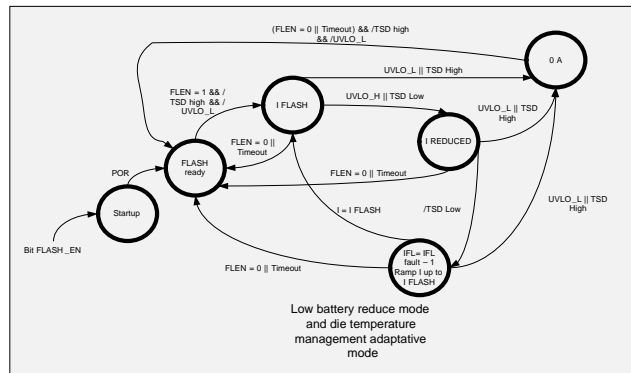 (FLEN = 0 || Timeout) && /TSD high
&& /UVLO_L
0 A
UVLO_L || TSD High
FLEN = 1 && /
TSD high && /
UVLO_L
I FLASH
UVLO_H || TSD Low
UVLO_L || TSD
High
I REDUCED
FLEN = 0 ||
Timeout
FLASH
ready
POR
FLEN = 0 || Timeout
Startup
I = I FLASH
/TSD Low
UVLO_L || TSD
High
Bit FLASH _EN
IFL= IFL
fault – 1
Ramp I up to
I FLASH
FLEN = 0 || Timeout
Low battery reduce mode
and die temperature
management adaptative
mode